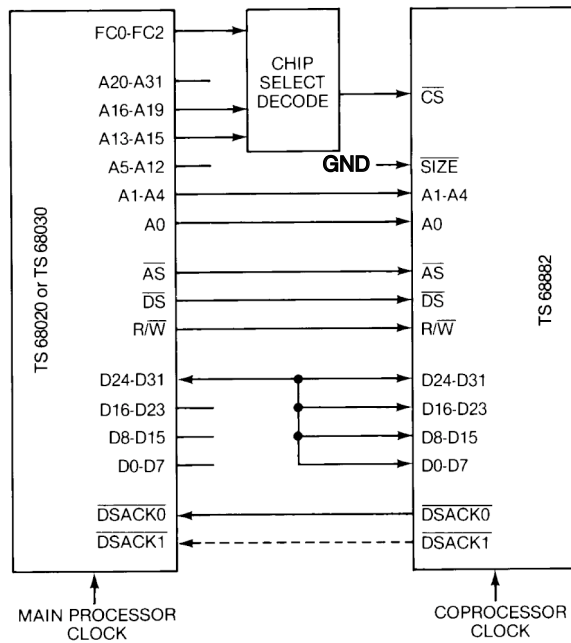 FC0-FC2
CHIP
SELECT
DECODE
A20-A31
A16-A19
A13-A15
A5-A12
A1-A4
A0
AS
DS
R/W
D24-D31
D16-D23
D8-D15
D0-D7
DSACK0
DSACK1
TS 68020 or TS 68030
GND
CS
SIZE
A1-A4
A0
AS
DS
R/W
D24-D31
D16-D23
D8-D15
D0-D7
DSACK0
DSACK1
TS 68882
MAIN PROCESSOR
CLOCK
COPROCESSOR
CLOCK